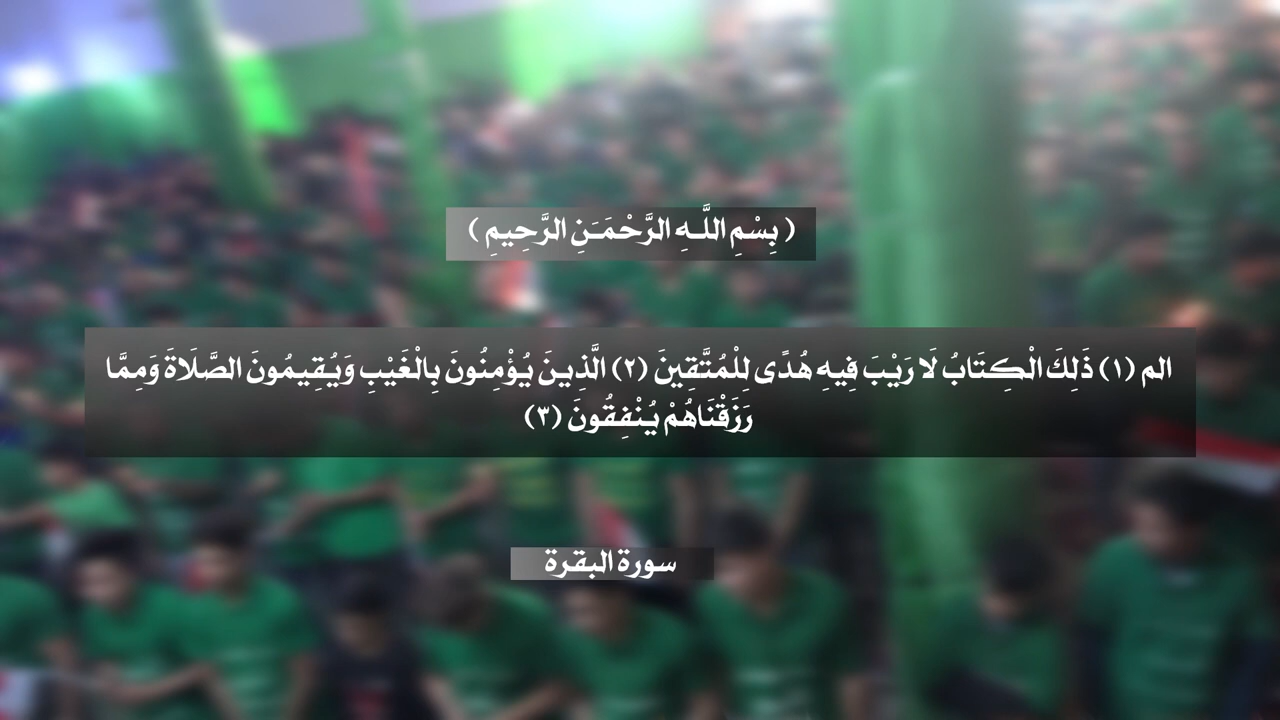 ( بِسْمِ اللَّـهِ الرَّحْمَـَنِ الرَّحِيمِ )
الم (١) ذَلِكَ الْكِتَابُ لَا رَيْبَ فِيهِ هُدًى لِلْمُتَّقِينَ (٢) الَّذِينَ يُؤْمِنُونَ بِالْغَيْبِ وَيُقِيمُونَ الصَّلَاةَ وَمِمَّا
رَزَقْنَاهُمْ يُنْفِقُونَ (٣)
سورة البقرة